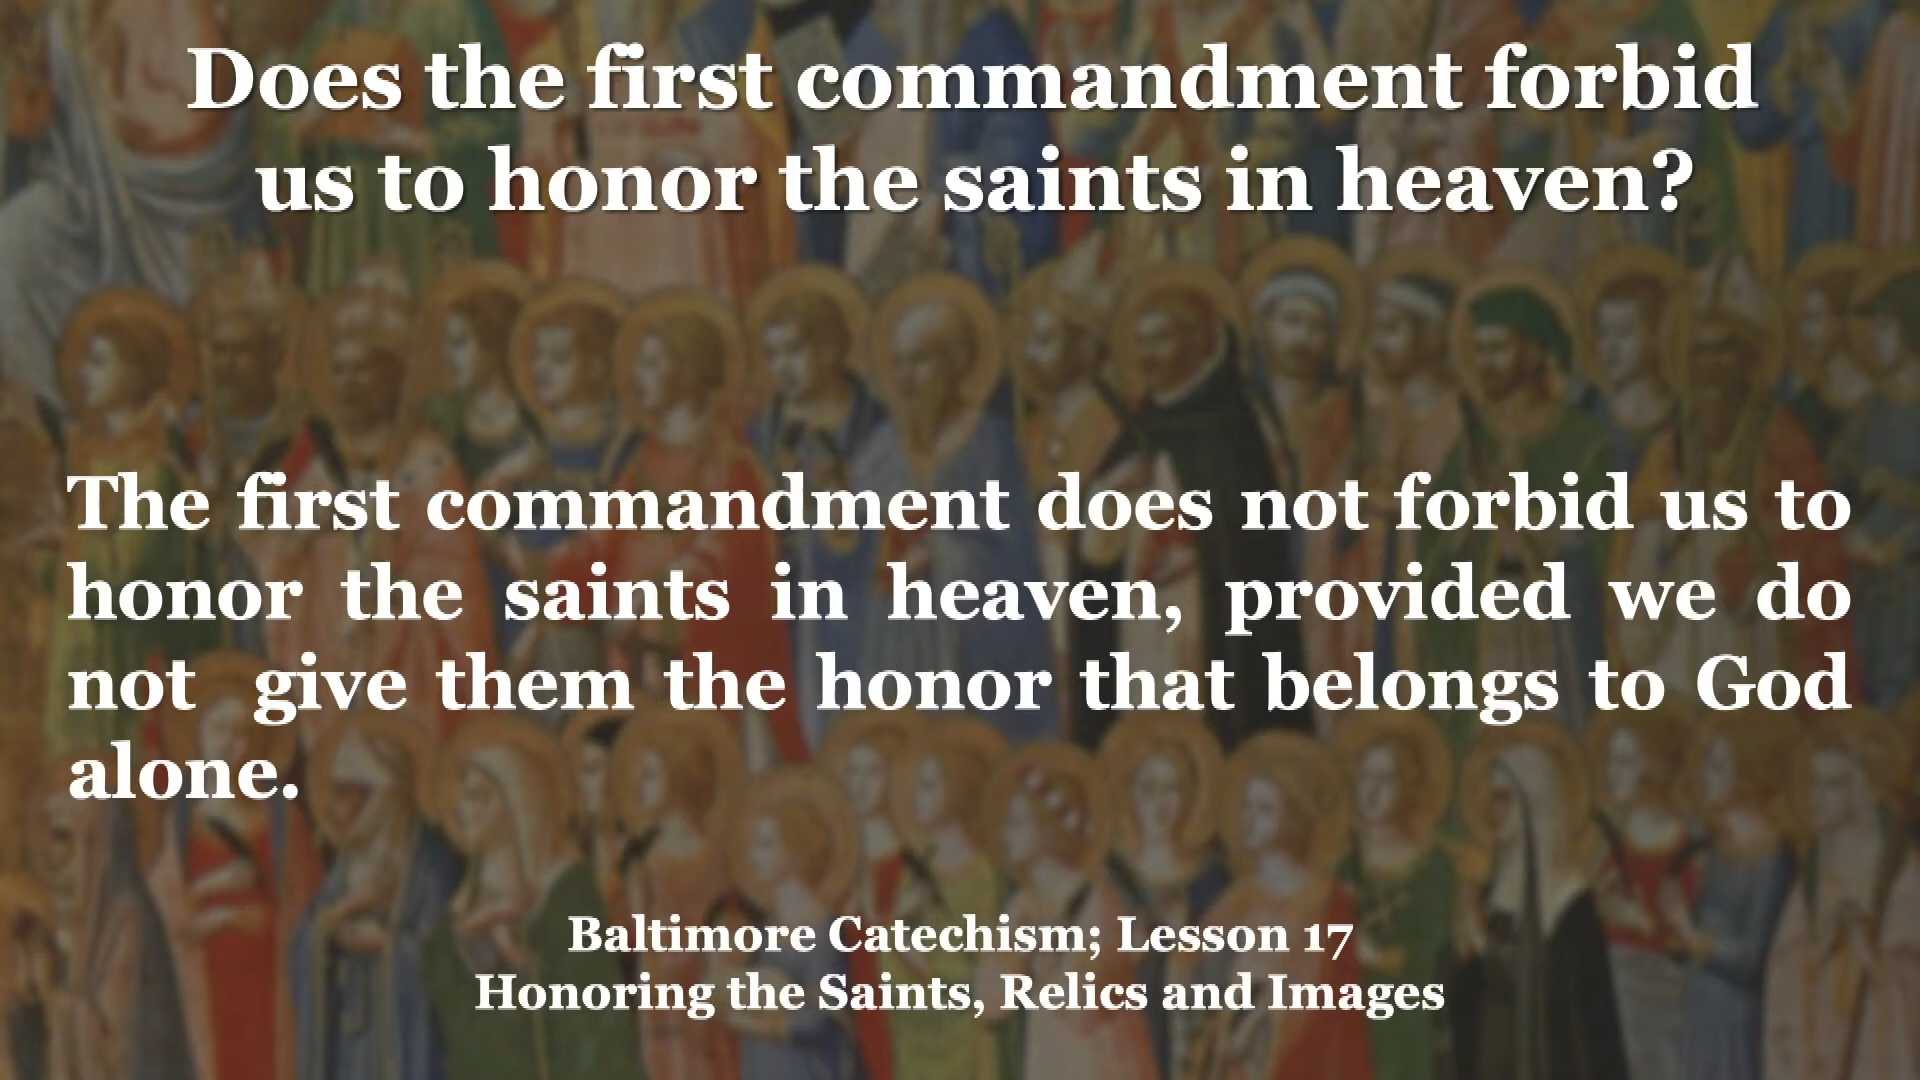 Does the first commandment forbid
us to honor the saints in heaven?
The first commandment does not forbid us to
honor the saints in heaven, provided we do
not give them the honor that belongs to God
alone.
Baltimore Catechism; Lesson 17
Honoring the Saints, Relics and Images